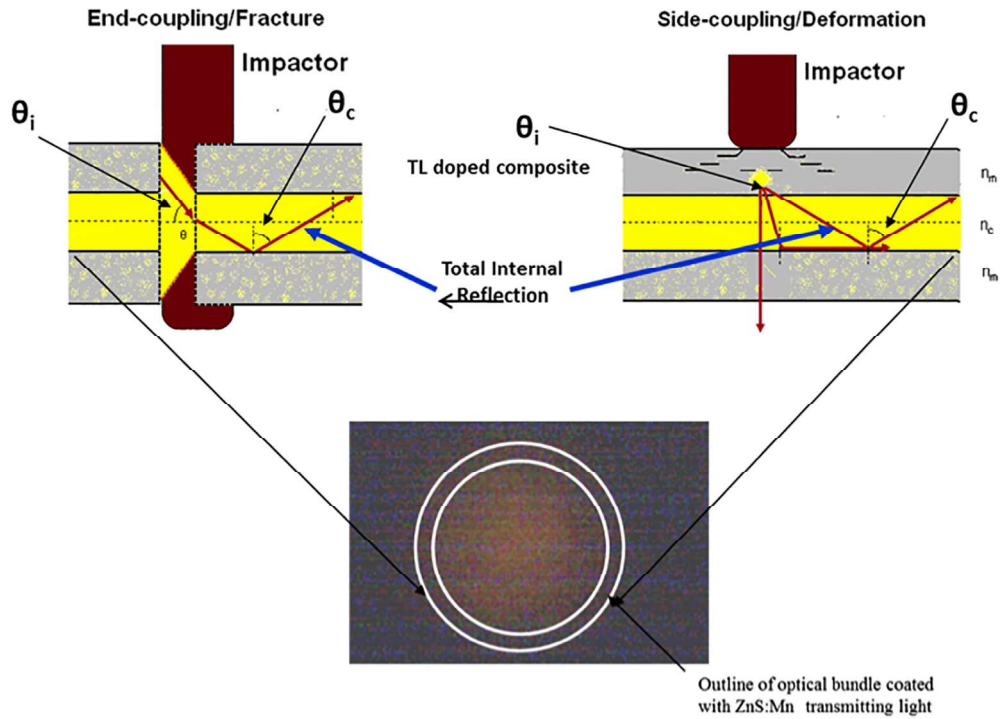 End-coupling/Fracture
Impactor
θi
θc
θ
Side-coupling/Deformation
Impactor
θi
θc
TL doped composite
nm
nc
nm
Total Internal
Reflection
Outline of optical bundle coated
with ZnS:Mn transmitting light